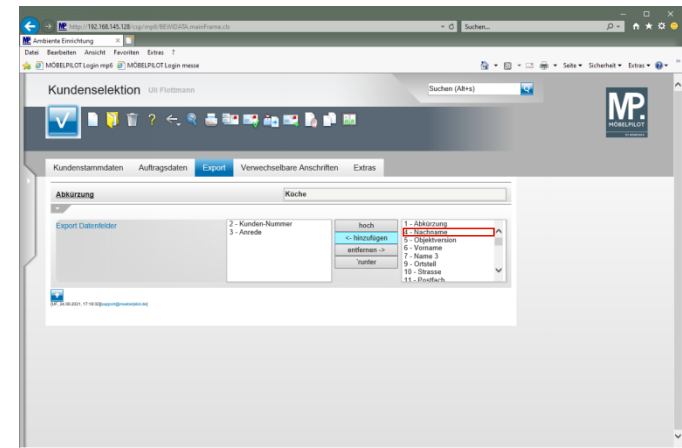 http://192.168.145.128/csp/mp6/BEWIDATA.mainFrame.cls
Suchen...
Ambiente Einrichtung
Datei Bearbeiten Ansicht Favoriten Extras ?
MÖBELPILOT Login mp6 MÖBELPILOT Login messe
Seite Sicherheit Extras
Kundenselektion Uli Flottmann
Suchen (Alt+s)
MP.
MÖBELPILOT
Kundenstammdaten Auftragsdaten Export Verwechselbare Anschriften Extras
Abkürzung Küche
Export Datenfelder
2 - Kunden-Nummer
3 - Anrede
hoch
<- hinzufügen
entfernen ->
'runter
1 - Abkürzung
4 - Nachname
5 - Objektversion
6 - Vorname
7 - Name 3
9 - Ortsteil
10 - Strasse
11 - Postfach